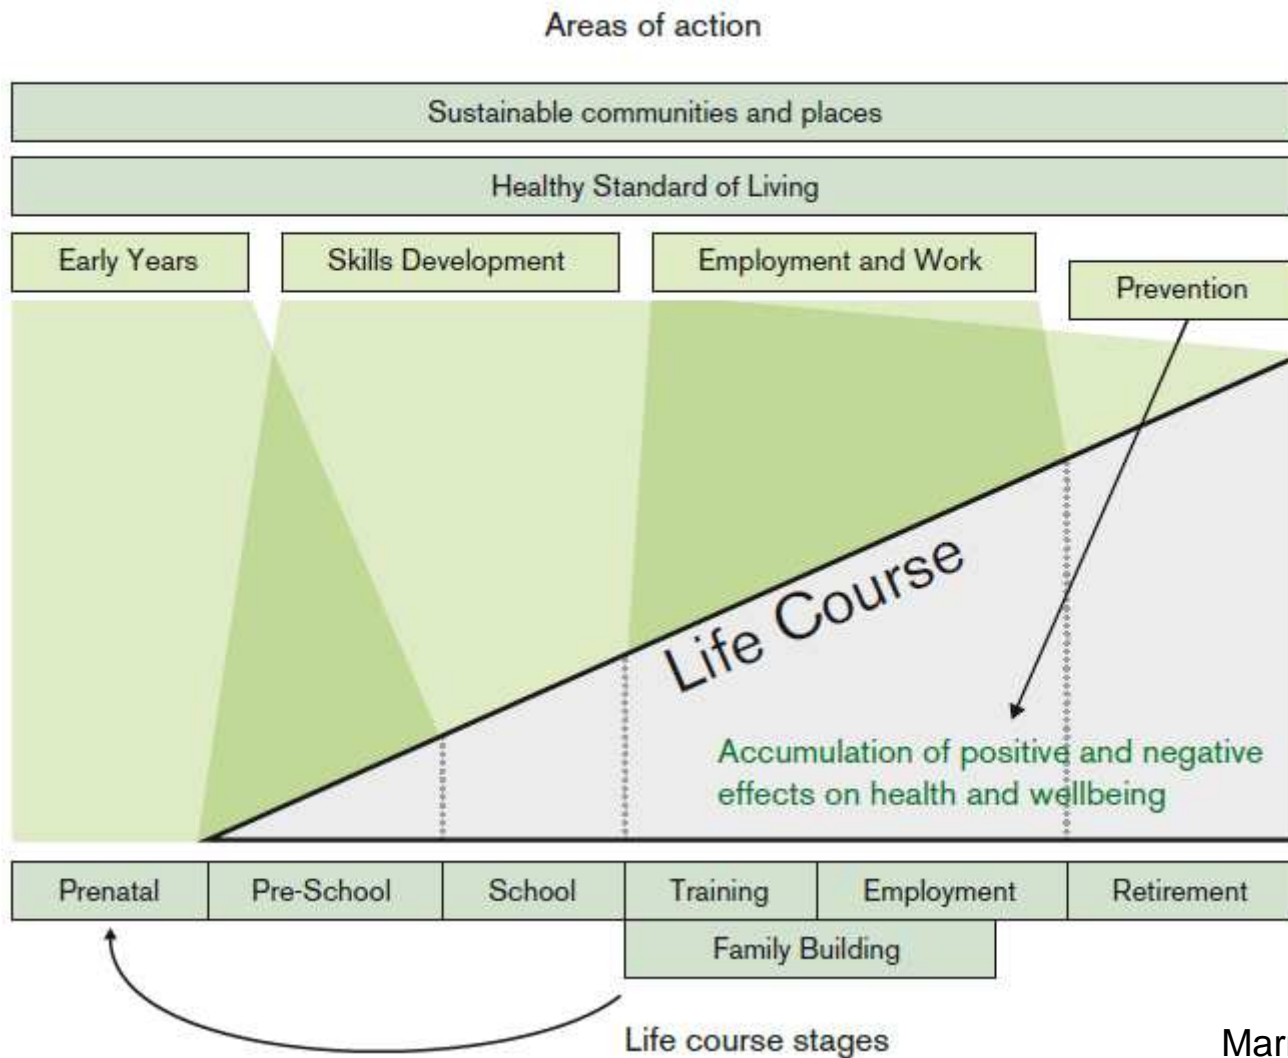 Areas of action
Sustainable communities and places
Healthy Standard of Living
Early Years
Skills Development
Employment and Work
Prevention
Life Course
Accumulation of positive and negative
effects on health and wellbeing
Prenatal
Pre-School
School
Training
Employment
Retirement
Family Building
Life course stages
Mar